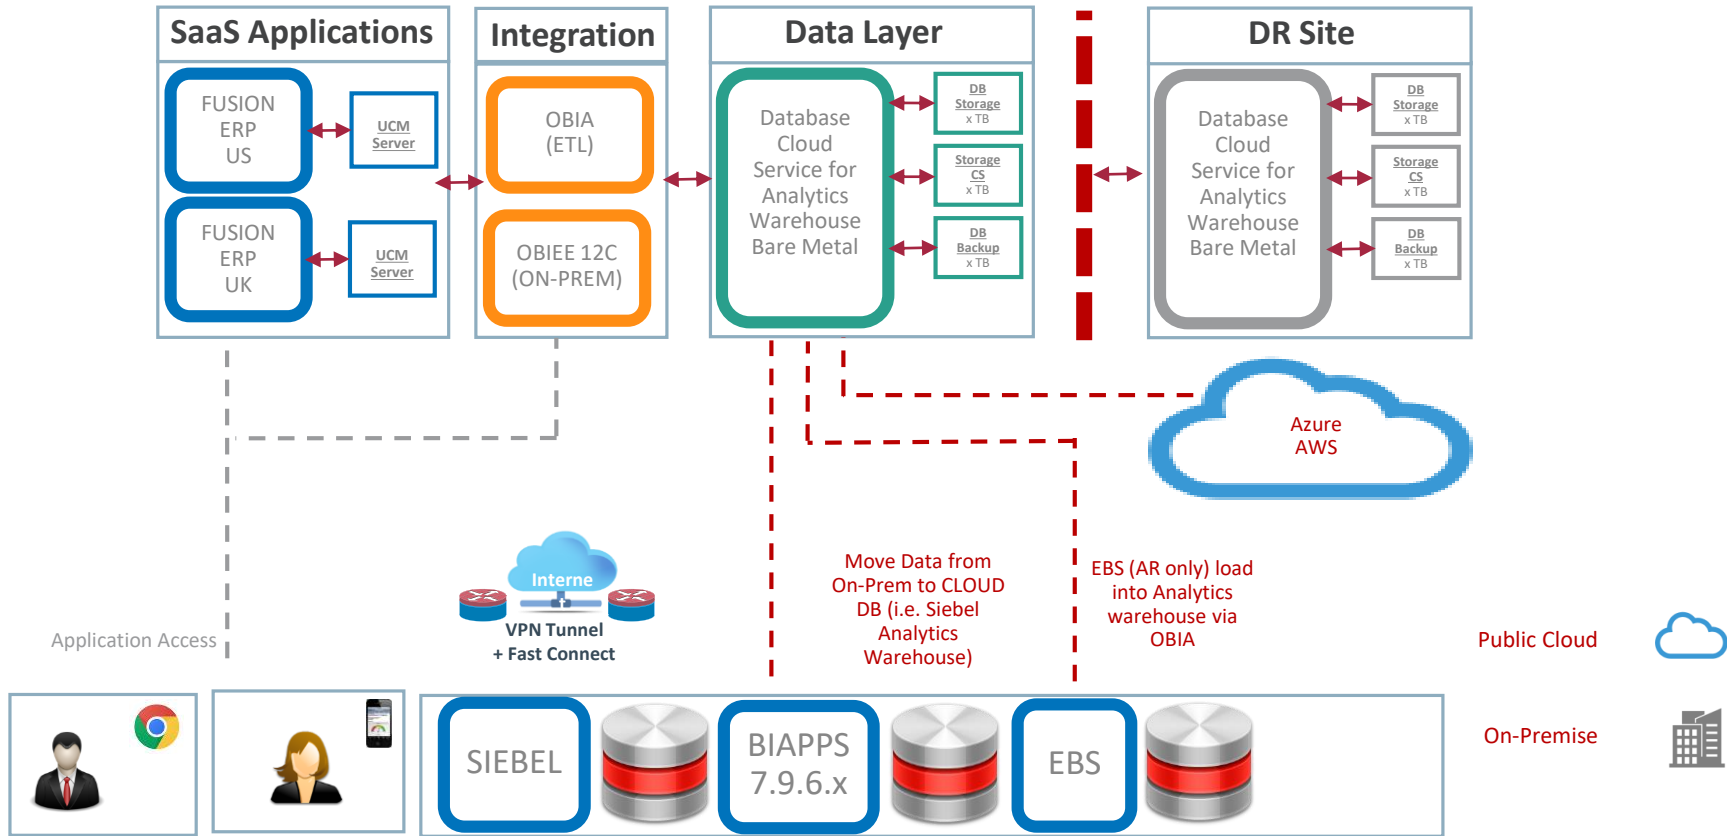 SaaS Applications
Integration
Data Layer
DR Site
FUSION
ERP
US
UCM
Server
FUSION
ERP
UK
UCM
Server
OBIA
(ETL)
OBIEE 12C
(ON-PREM)
Database
Cloud
Service for
Analytics
Warehouse
Bare Metal
DB
Storage
x TB
Storage
CS
x TB
DB
Backup
x TB
Database
Cloud
Service for
Analytics
Warehouse
Bare Metal
DB
Storage
x TB
Storage
CS
x TB
DB
Backup
x TB
Azure
AWS
Interne
VPN Tunnel
+ Fast Connect
Move Data from
On-Prem to CLOUD
DB (i.e. Siebel
Analytics
Warehouse)
EBS (AR only) load
into Analytics
warehouse via
OBIA
Application Access
Public Cloud
On-Premise
SIEBEL
BIAPPS
7.9.6.x
EBS